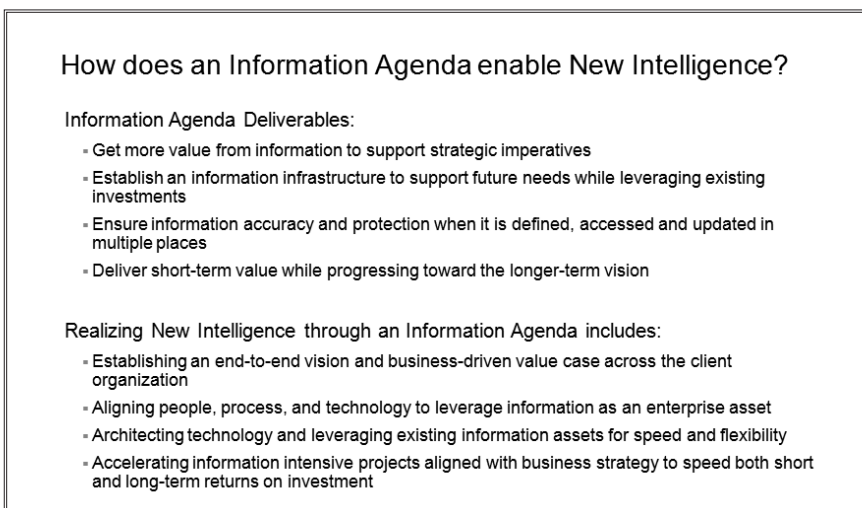 How does an Information Agenda enable New Intelligence?
Information Agenda Deliverables:
▪ Get more value from information to support strategic imperatives
▪ Establish an information infrastructure to support future needs while leveraging existing
investments
▪ Ensure information accuracy and protection when it is defined, accessed and updated in
multiple places
▪ Deliver short-term value while progressing toward the longer-term vision
Realizing New Intelligence through an Information Agenda includes:
▪ Establishing an end-to-end vision and business-driven value case across the client
organization
▪ Aligning people, process, and technology to leverage information as an enterprise asset
▪ Architecting technology and leveraging existing information assets for speed and flexibility
▪ Accelerating information intensive projects aligned with business strategy to speed both short
and long-term returns on investment